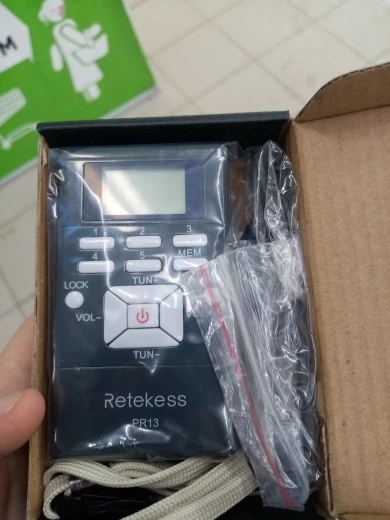 M
1 2 3
4 5 MEM
TUN+
LOCK
VOL-
TUN-
Retekess
PR13